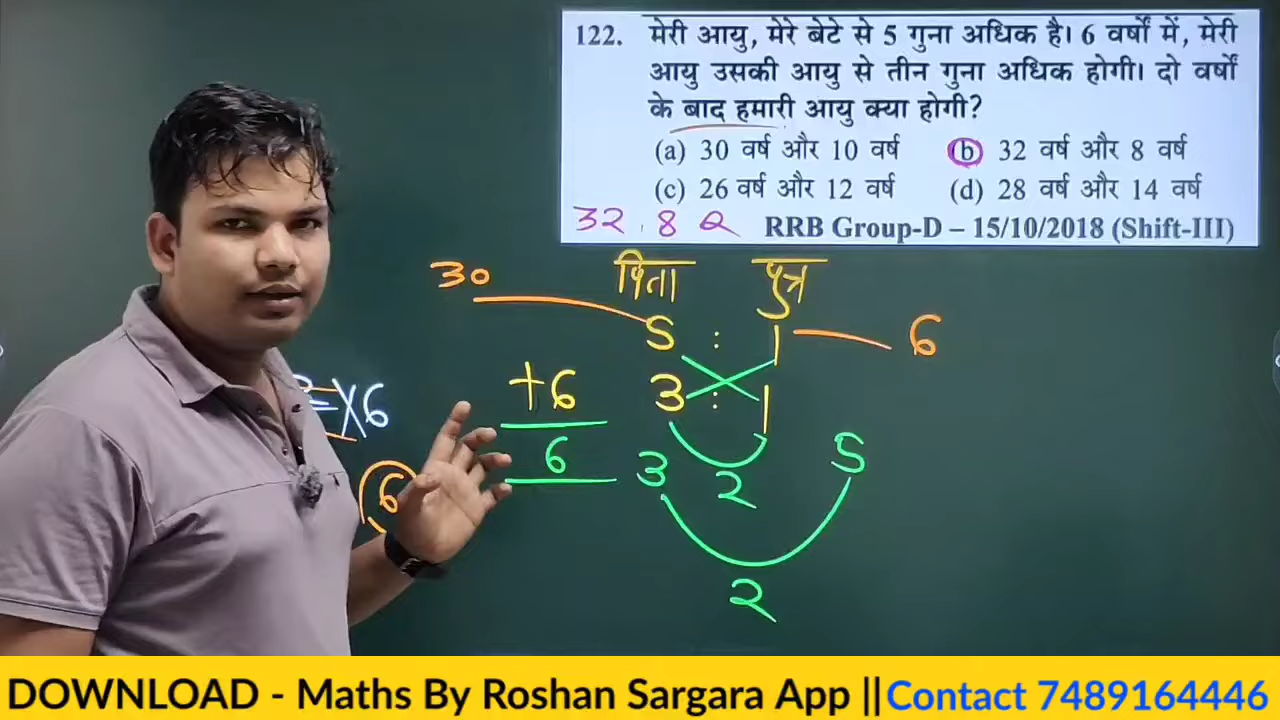 122. मेरी आयु, मेरे बेटे से 5 गुना अधिक है। 6 वर्षों में, मेरी
आयु उसकी आयु से तीन गुना अधिक होगी। दो वर्षों
के बाद हमारी आयु क्या होगी?
(a) 30 वर्ष और 10 वर्ष (b) 32 वर्ष और 8 वर्ष
(c) 26 वर्ष और 12 वर्ष (d) 28 वर्ष और 14 वर्ष
32 8
RRB Group-D – 15/10/2018 (Shift-III)
पिता पुत्र
30
5 : 1
6
+6
3 : 1
×6
6
3
2
5
6
2
DOWNLOAD - Maths By Roshan Sargara App || Contact 7489164446